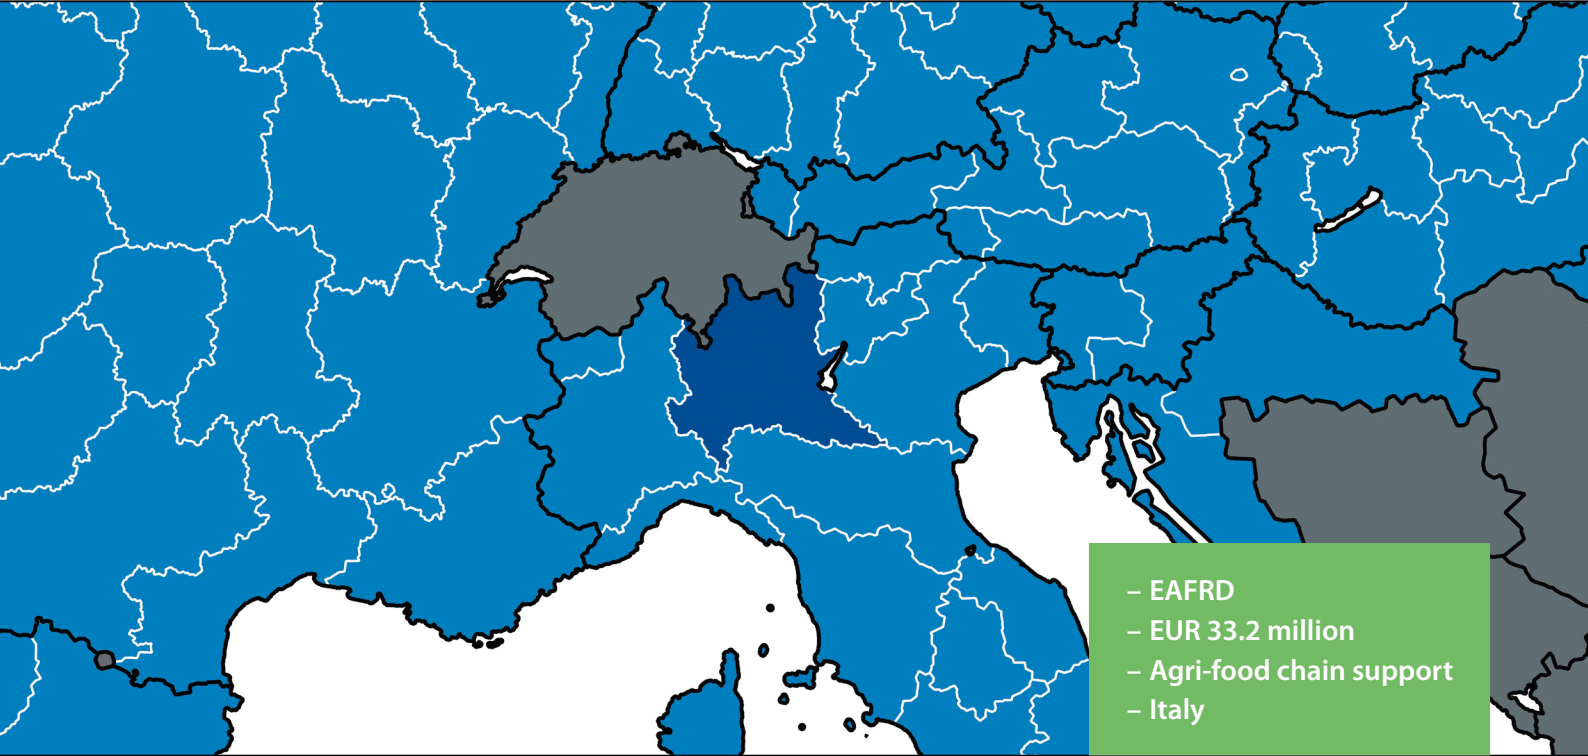 – EAFRD
– EUR 33.2 million
– Agri-food chain support
– Italy